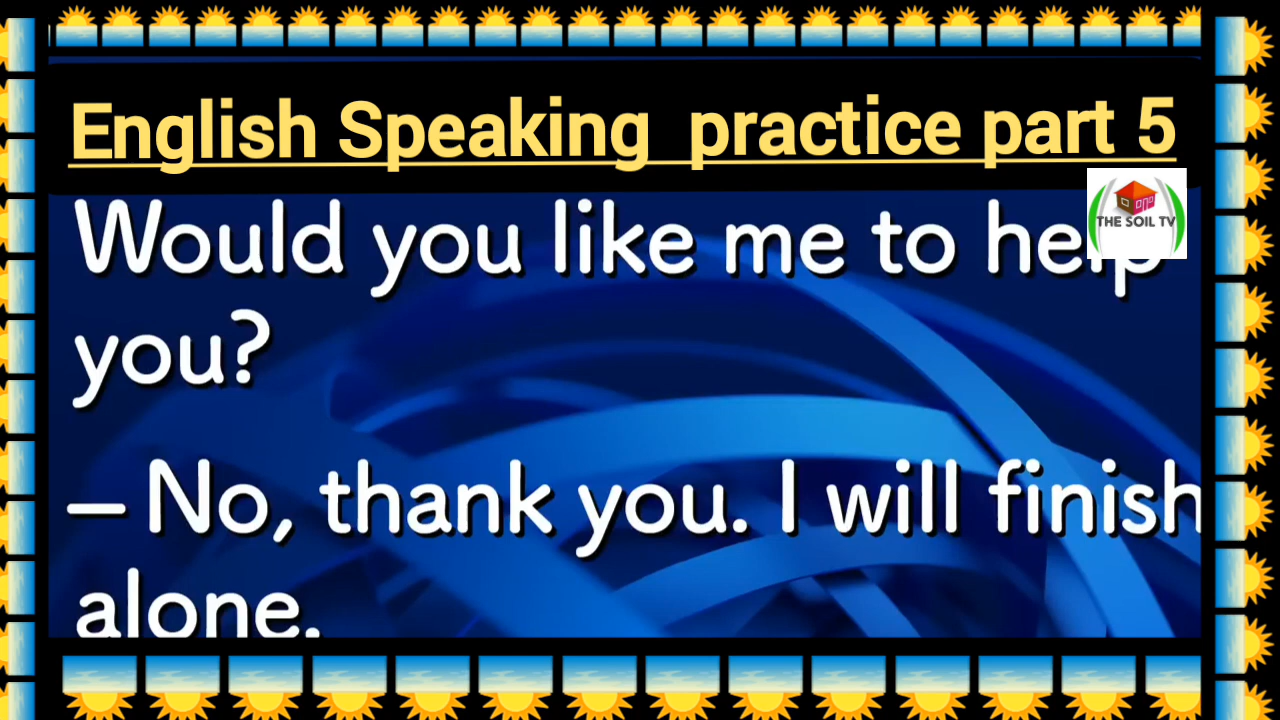 English Speaking practice part 5
THE SOIL TV
Would you like me to help
you?
– No, thank you. I will finish
alone.